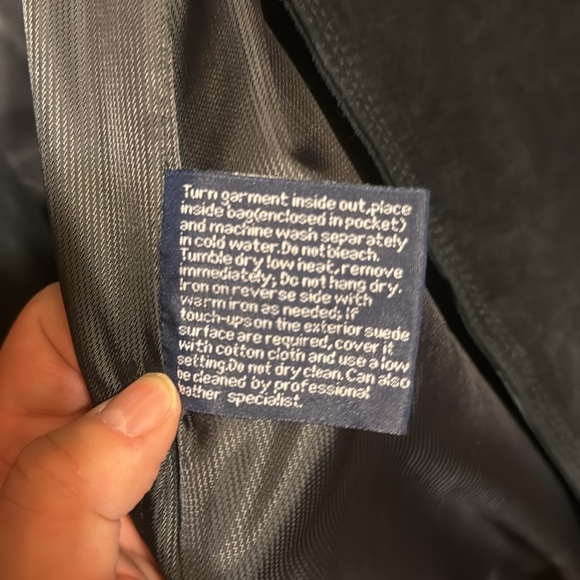 Turn garment inside out,place
inside bag(enclosed in pocket)
and machine wash separately
in cold water.Do not bleach.
Tumble dry low heat,remove
immediately; Do not hang dry.
Iron on reverse side with
warm iron as needed; if
touch-ups on the exterior suede
surface are required, cover it
with cotton cloth and use a low
setting.Do not dry clean. Can also
be cleaned by professional
leather specialist.